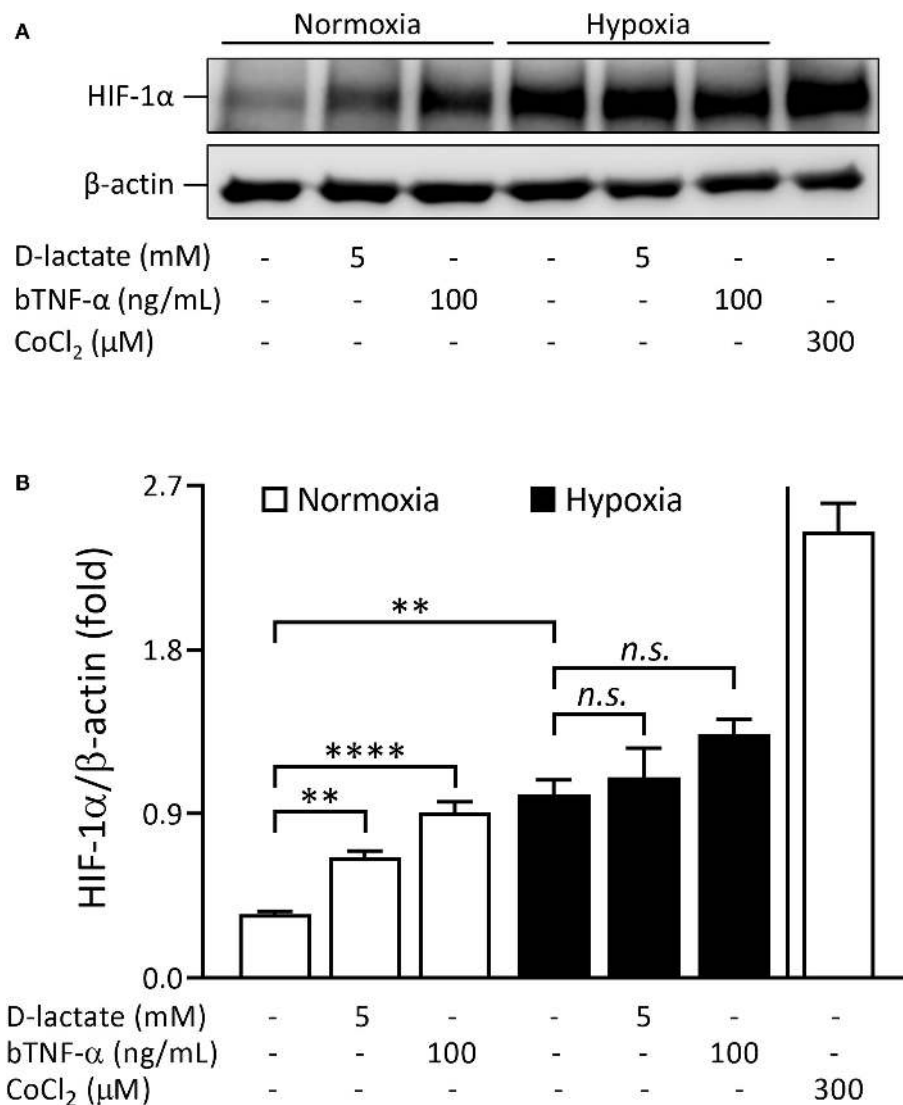 A
Normoxia Hypoxia
HIF-1α
β-actin
D-lactate (mM) - 5 - - 5 - -
bTNF-α (ng/mL) - - 100 - - 100 -
CoCl₂ (μM) - - - - - - 300
B
2.7
Normoxia Hypoxia
**
1.8
n.s.
n.s.
****
**
0.9
0.0
HIF-1α/β-actin (fold)
D-lactate (mM) - 5 - - 5 - -
bTNF-α (ng/mL) - - 100 - - 100 -
CoCl₂ (μM) - - - - - - 300